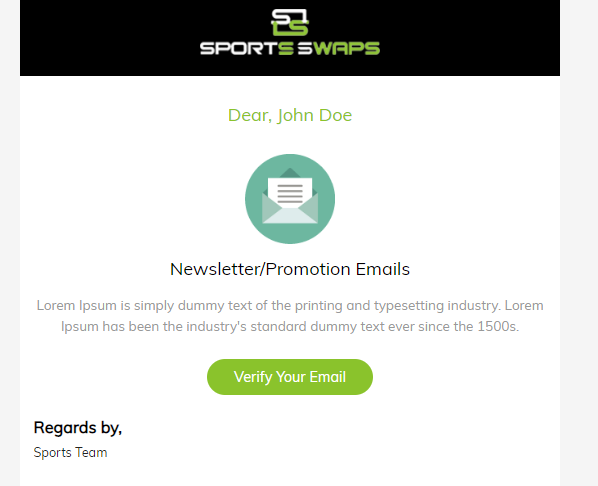 SPORTS SWAPS
Dear, John Doe
Newsletter/Promotion Emails
Lorem Ipsum is simply dummy text of the printing and typesetting industry. Lorem
Ipsum has been the industry's standard dummy text ever since the 1500s.
Verify Your Email
Regards by,
Sports Team